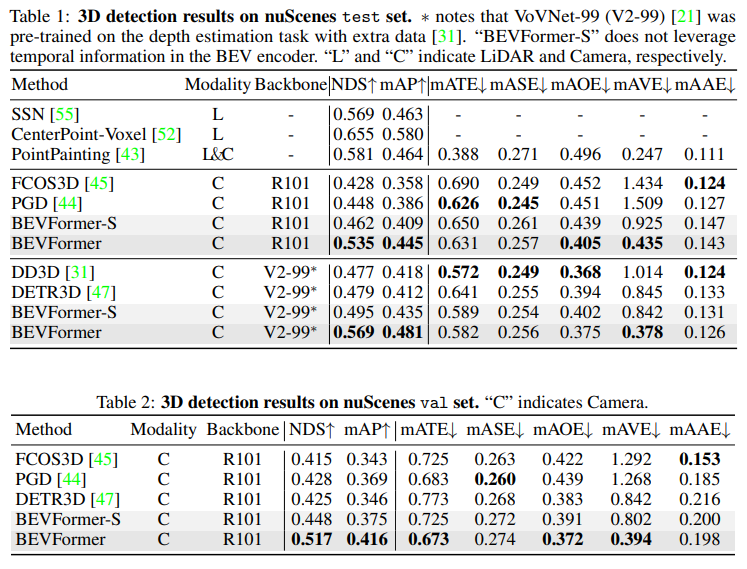 Table 1: 3D detection results on nuScenes test set. * notes that VoVNet-99 (V2-99) [21] was
pre-trained on the depth estimation task with extra data [31]. “BEVFormer-S” does not leverage
temporal information in the BEV encoder. “L” and “C” indicate LiDAR and Camera, respectively.
Method Modality Backbone NDS↑ mAP↑ mATE↓ mASE↓ mAOE↓ mAVE↓ mAAE↓
SSN [55] L - 0.569 0.463 - - - - -
CenterPoint-Voxel [52] L - 0.655 0.580 - - - - -
PointPainting [43] L&C - 0.581 0.464 0.388 0.271 0.496 0.247 0.111
FCOS3D [45] C R101 0.428 0.358 0.690 0.249 0.452 1.434 0.124
PGD [44] C R101 0.448 0.386 0.626 0.245 0.451 1.509 0.127
BEVFormer-S C R101 0.462 0.409 0.650 0.261 0.439 0.925 0.147
BEVFormer C R101 0.535 0.445 0.631 0.257 0.405 0.435 0.143
DD3D [31] C V2-99* 0.477 0.418 0.572 0.249 0.368 1.014 0.124
DETR3D [47] C V2-99* 0.479 0.412 0.641 0.255 0.394 0.845 0.133
BEVFormer-S C V2-99* 0.495 0.435 0.589 0.254 0.402 0.842 0.131
BEVFormer C V2-99* 0.569 0.481 0.582 0.256 0.375 0.378 0.126
Table 2: 3D detection results on nuScenes val set. “C” indicates Camera.
Method Modality Backbone NDS↑ mAP↑ mATE↓ mASE↓ mAOE↓ mAVE↓ mAAE↓
FCOS3D [45] C R101 0.415 0.343 0.725 0.263 0.422 1.292 0.153
PGD [44] C R101 0.428 0.369 0.683 0.260 0.439 1.268 0.185
DETR3D [47] C R101 0.425 0.346 0.773 0.268 0.383 0.842 0.216
BEVFormer-S C R101 0.448 0.375 0.725 0.272 0.391 0.802 0.200
BEVFormer C R101 0.517 0.416 0.673 0.274 0.372 0.394 0.198